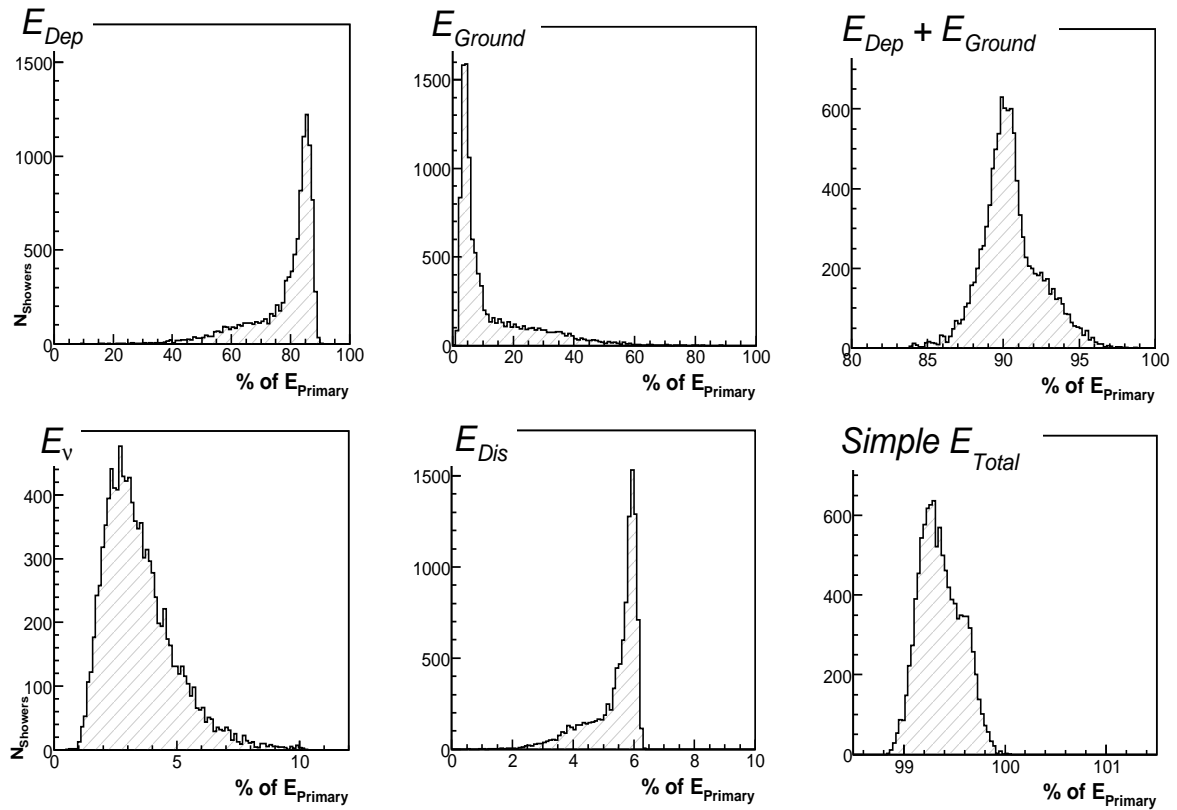 E_Dep
1500
1000
500
0
N_Showers
0 20 40 60 80 100
% of E_Primary
E_Ground
1500
1000
500
0
0 20 40 60 80 100
% of E_Primary
E_Dep + E_Ground
600
400
200
0
80 85 90 95 100
% of E_Primary
E_ν
400
300
200
100
0
N_Showers
0 5 10
% of E_Primary
E_Dis
1500
1000
500
0
0 2 4 6 8 10
% of E_Primary
Simple E_Total
600
400
200
0
99 100 101
% of E_Primary